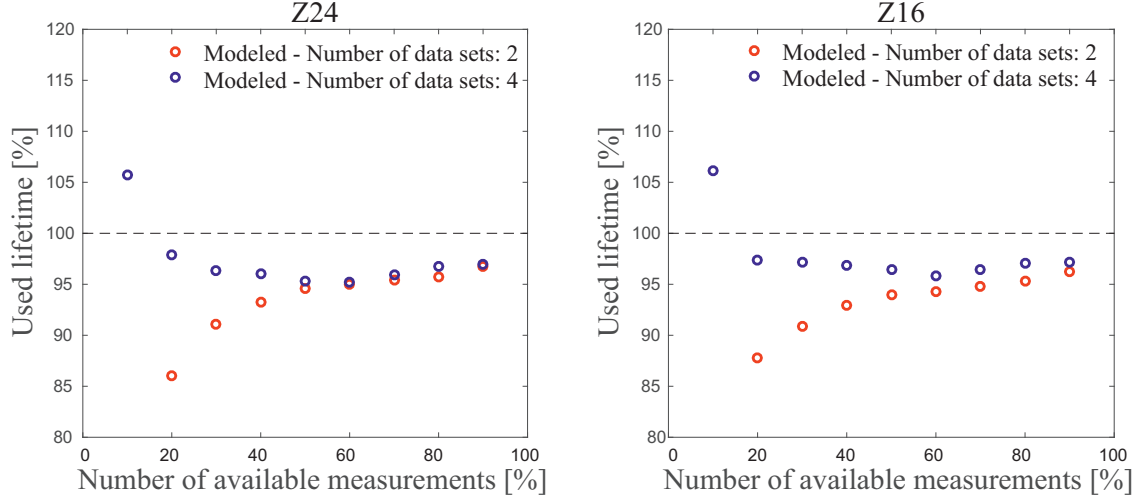 Z24
120
115
110
105
100
95
90
85
80
Used lifetime [%]
Modeled - Number of data sets: 2
Modeled - Number of data sets: 4
0 20 40 60 80 100
Number of available measurements [%]
Z16
120
115
110
105
100
95
90
85
80
Used lifetime [%]
Modeled - Number of data sets: 2
Modeled - Number of data sets: 4
0 20 40 60 80 100
Number of available measurements [%]